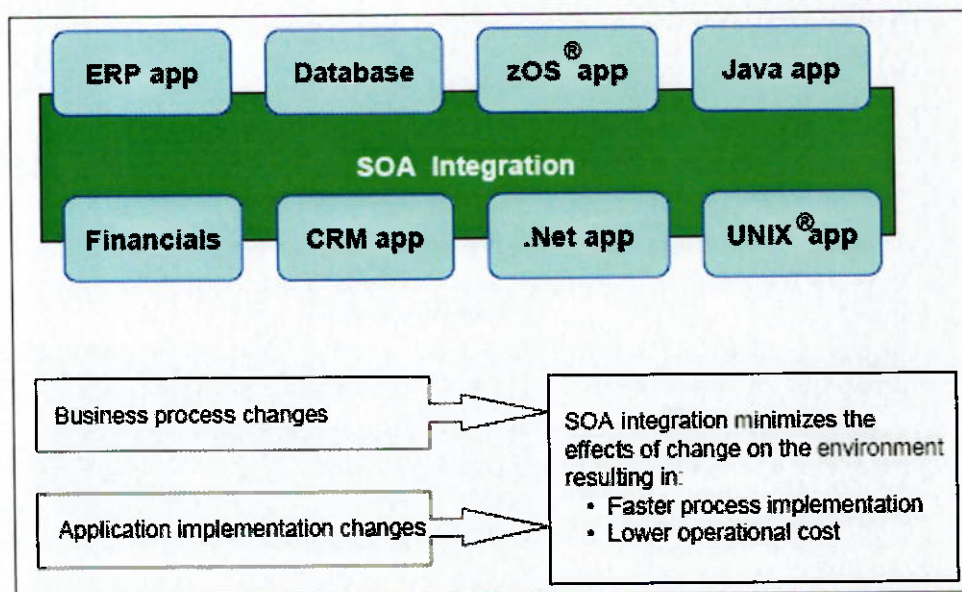 ERP app
Database
zOS® app
Java app
SOA Integration
Financials
CRM app
.Net app
UNIX® app
Business process changes
SOA integration minimizes the
effects of change on the environment
resulting in:
• Faster process implementation
• Lower operational cost
Application implementation changes